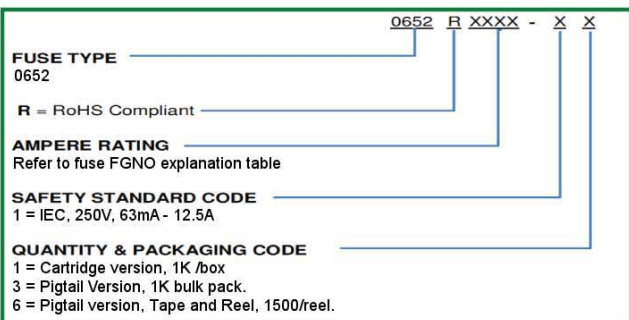 0652 R XXXX - X X
FUSE TYPE
0652
R = RoHS Compliant
AMPERE RATING
Refer to fuse FGNO explanation table
SAFETY STANDARD CODE
1 = IEC, 250V, 63mA - 12.5A
QUANTITY & PACKAGING CODE
1 = Cartridge version, 1K /box
3 = Pigtail Version, 1K bulk pack.
6 = Pigtail version, Tape and Reel, 1500/reel.